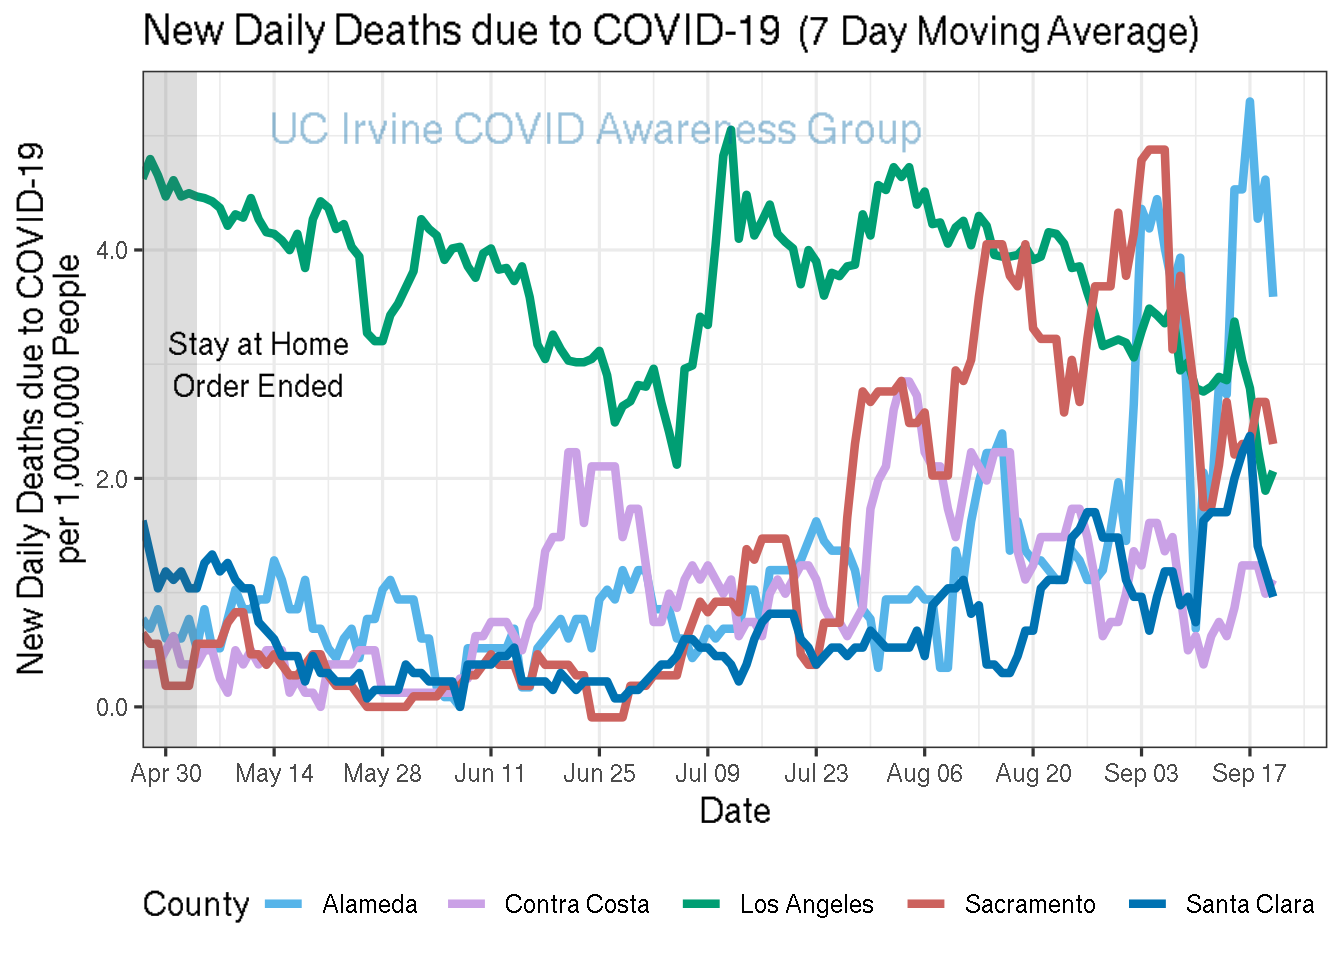 New Daily Deaths due to COVID-19 (7 Day Moving Average)
UC Irvine COVID Awareness Group
New Daily Deaths due to COVID-19
per 1,000,000 People
4.0
2.0
0.0
Stay at Home
Order Ended
Apr 30 May 14 May 28 Jun 11 Jun 25 Jul 09 Jul 23 Aug 06 Aug 20 Sep 03 Sep 17
Date
County Alameda Contra Costa Los Angeles Sacramento Santa Clara